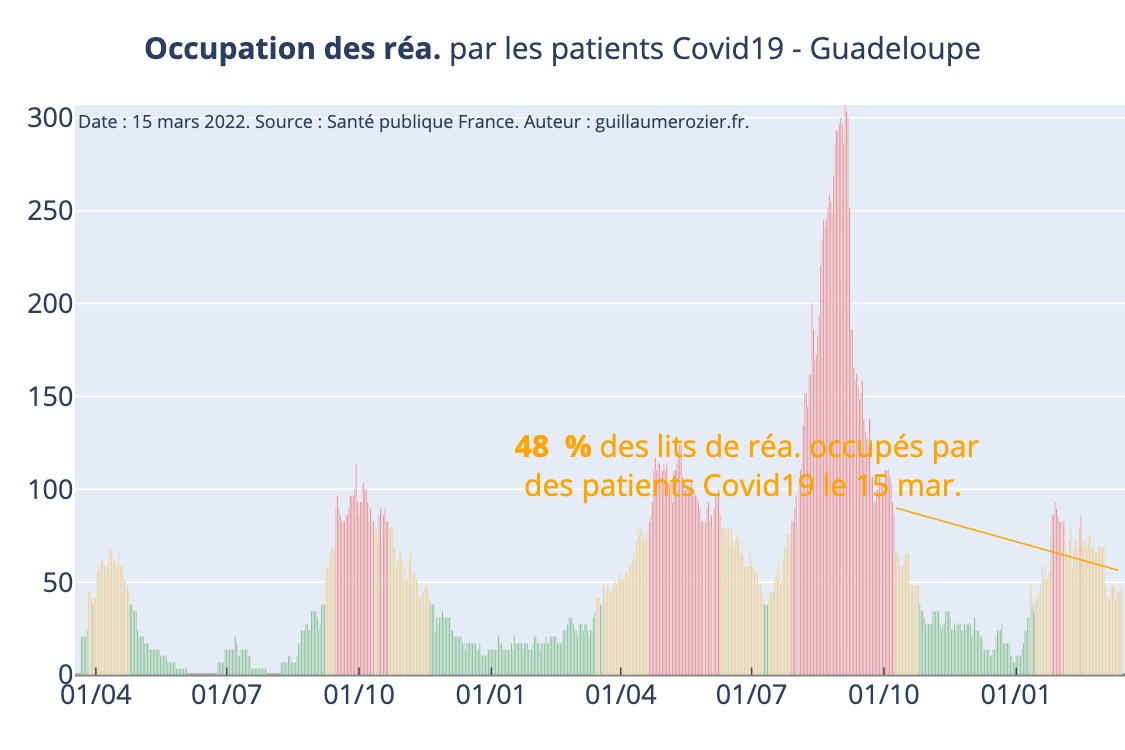 Occupation des réa. par les patients Covid19 - Guadeloupe
300
Date : 15 mars 2022. Source : Santé publique France. Auteur : guillaumerozier.fr.
250
200
150
48 % des lits de réa. occupés par
des patients Covid19 le 15 mar.
100
50
0
01/04 01/07 01/10 01/01 01/04 01/07 01/10 01/01